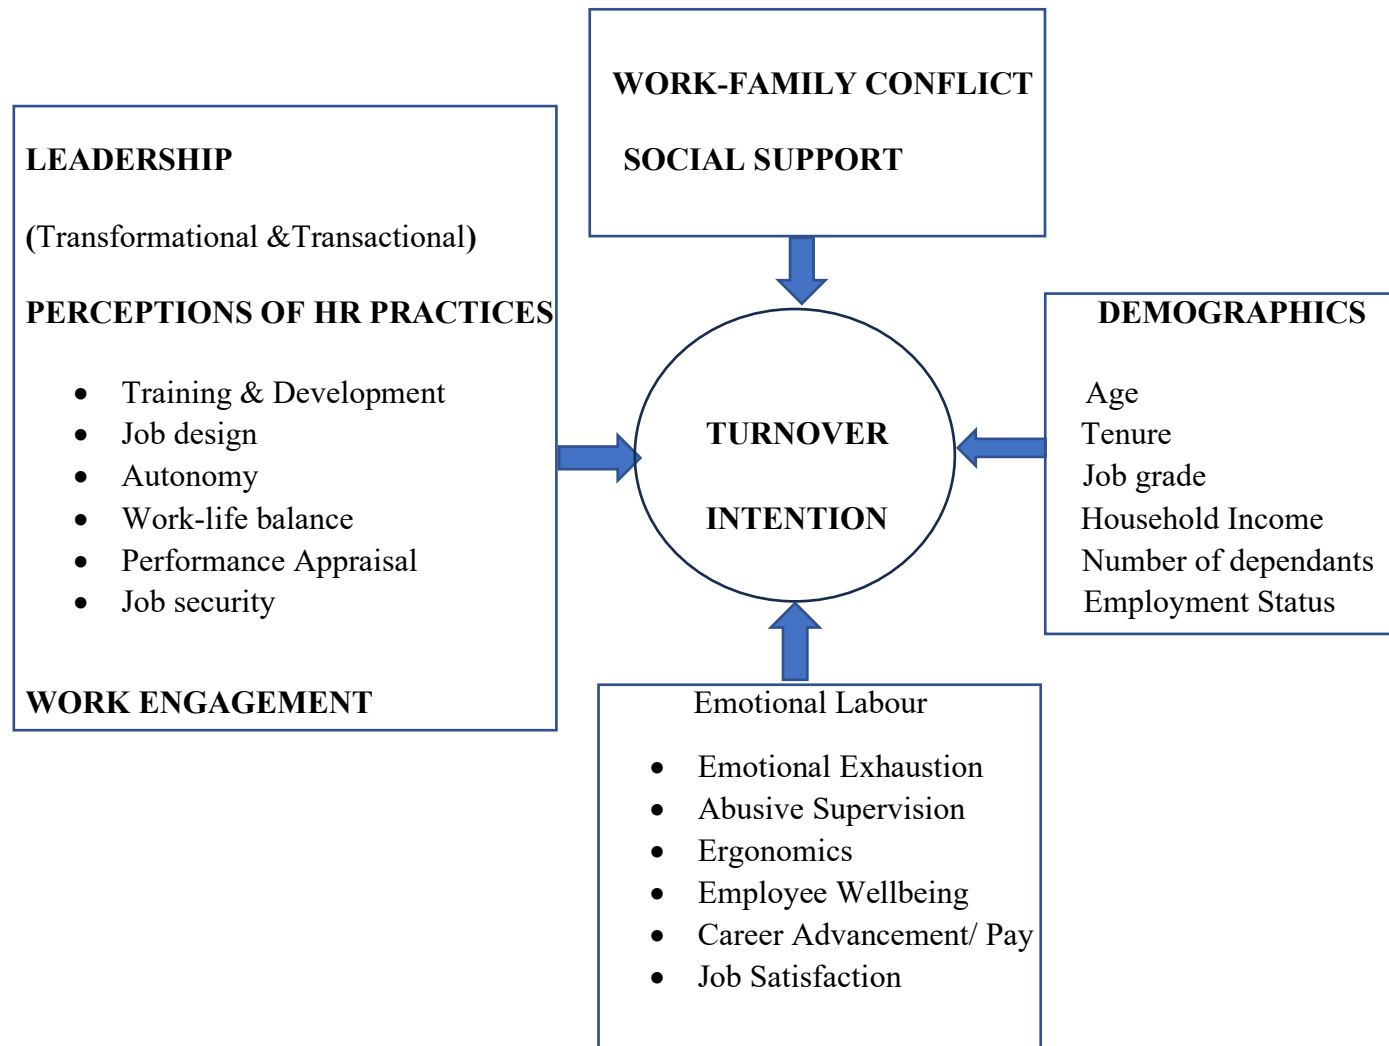 WORK-FAMILY CONFLICT
SOCIAL SUPPORT
LEADERSHIP
(Transformational &Transactional)
PERCEPTIONS OF HR PRACTICES
• Training & Development
• Job design
• Autonomy
• Work-life balance
• Performance Appraisal
• Job security
WORK ENGAGEMENT
TURNOVER
INTENTION
DEMOGRAPHICS
Age
Tenure
Job grade
Household Income
Number of dependants
Employment Status
Emotional Labour
• Emotional Exhaustion
• Abusive Supervision
• Ergonomics
• Employee Wellbeing
• Career Advancement/ Pay
• Job Satisfaction